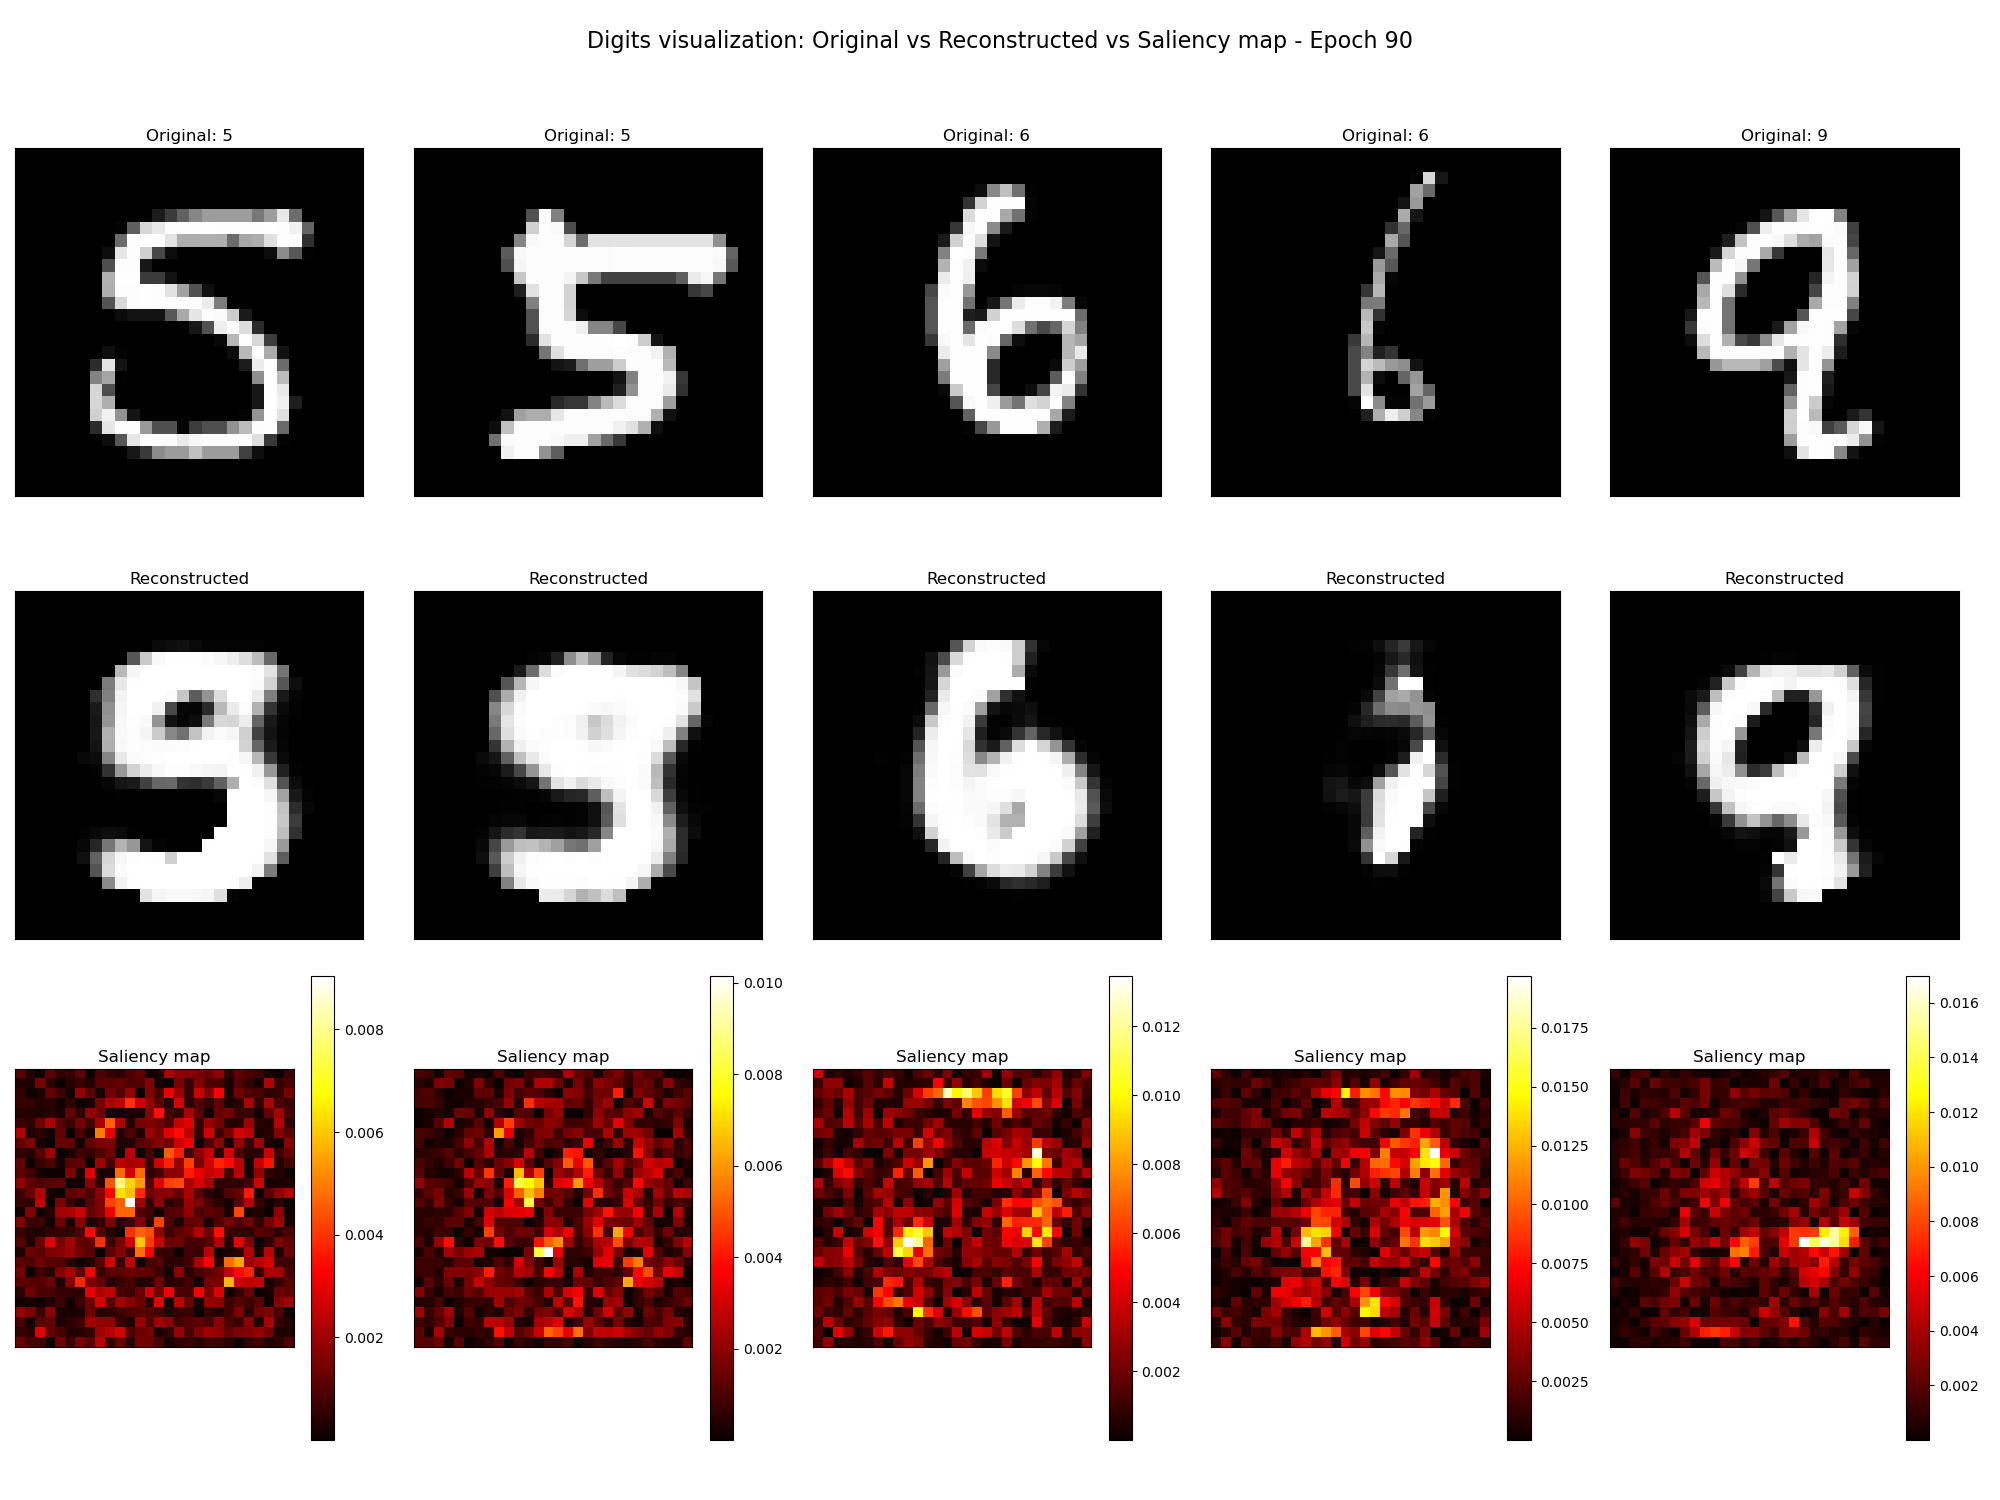 Digits visualization: Original vs Reconstructed vs Saliency map - Epoch 90
Original: 5
Original: 5
Original: 6
Original: 6
Original: 9
5
5
6
6
9
Reconstructed
Reconstructed
Reconstructed
Reconstructed
Reconstructed
Saliency map
0.008
0.006
0.004
0.002
Saliency map
0.010
0.008
0.006
0.004
0.002
Saliency map
0.012
0.010
0.008
0.006
0.004
0.002
Saliency map
0.0175
0.0150
0.0125
0.0100
0.0075
0.0050
0.0025
Saliency map
0.016
0.014
0.012
0.010
0.008
0.006
0.004
0.002